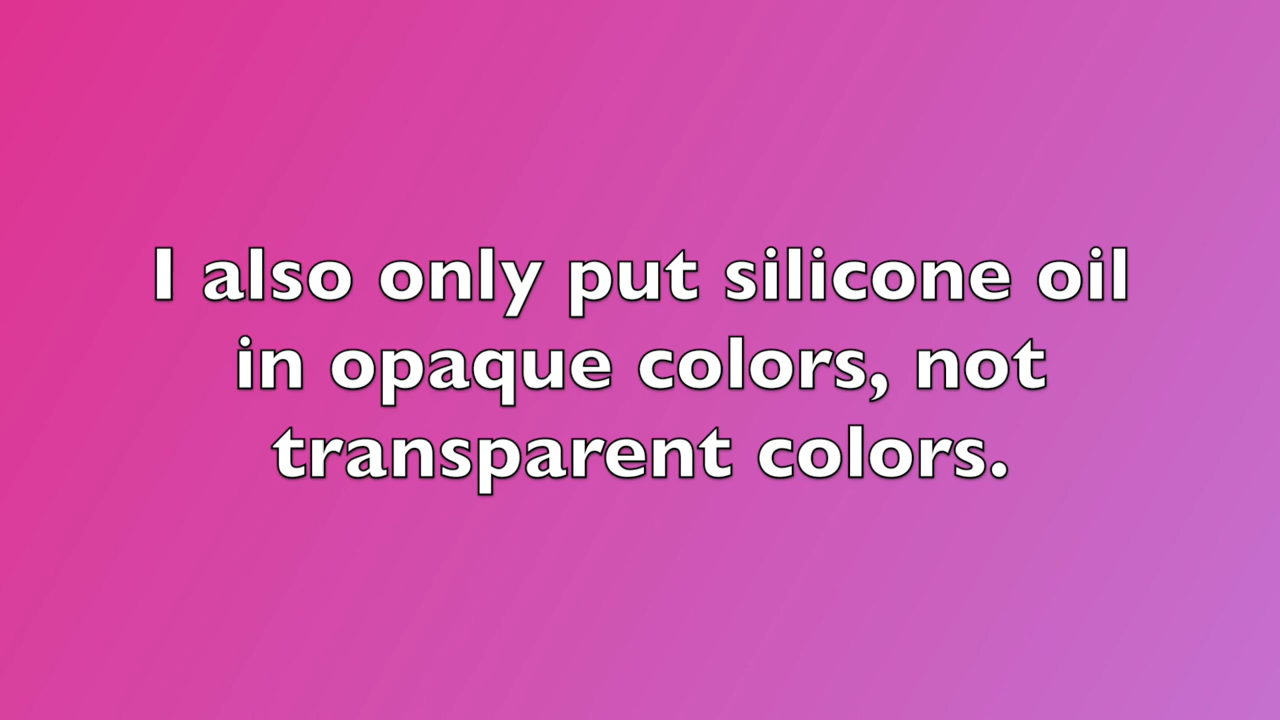 I also only put silicone oil
in opaque colors, not
transparent colors.